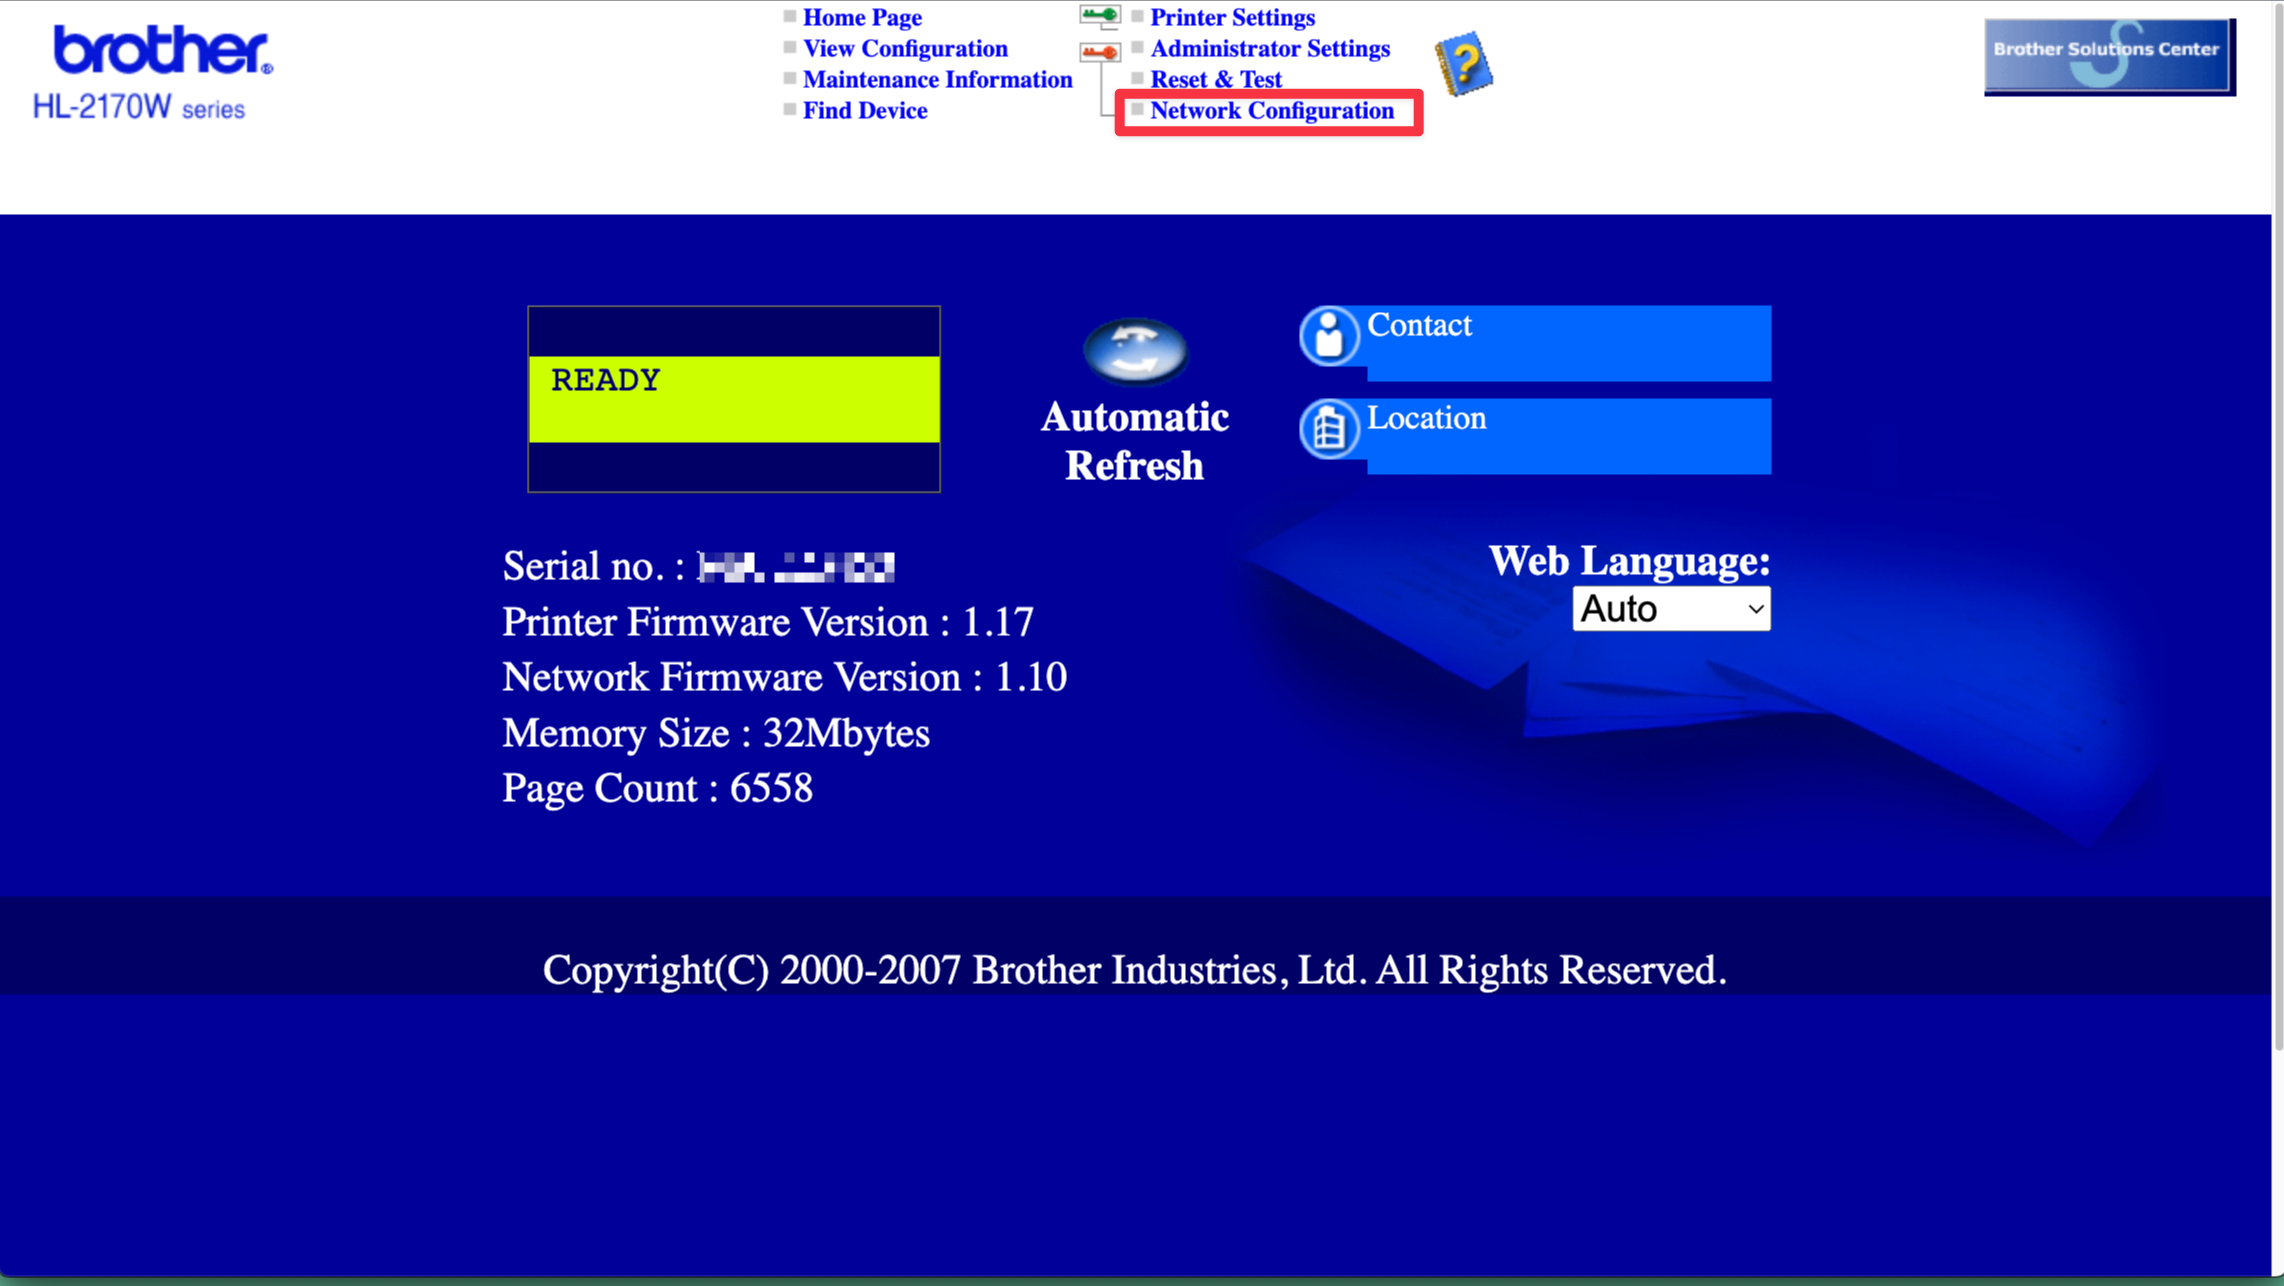 brother
HL-2170W series
Home Page
View Configuration
Maintenance Information
Find Device
Printer Settings
Administrator Settings
Reset & Test
Network Configuration
?
Brother Solutions Center
READY
Automatic
Refresh
Contact
Location
Serial no. :
Printer Firmware Version : 1.17
Network Firmware Version : 1.10
Memory Size : 32Mbytes
Page Count : 6558
Web Language:
Auto
Copyright(C) 2000-2007 Brother Industries, Ltd. All Rights Reserved.